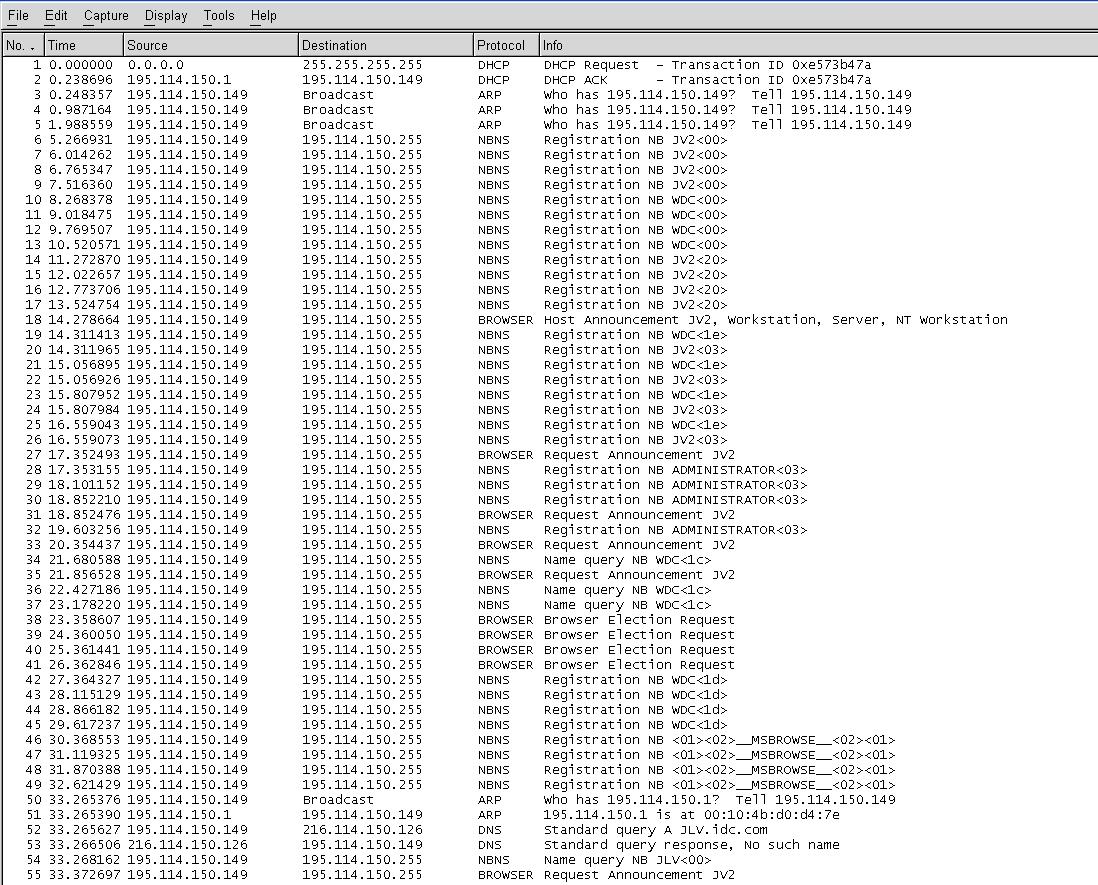 File Edit Capture Display Tools Help
No. . Time Source Destination Protocol Info
1 0.000000 0.0.0.0 255.255.255.255 DHCP DHCP Request - Transaction ID 0xe573b47a
2 0.238696 195.114.150.1 195.114.150.149 DHCP DHCP ACK - Transaction ID 0xe573b47a
3 0.248357 195.114.150.149 Broadcast ARP Who has 195.114.150.149? Tell 195.114.150.149
4 0.987164 195.114.150.149 Broadcast ARP Who has 195.114.150.149? Tell 195.114.150.149
5 1.988559 195.114.150.149 Broadcast ARP Who has 195.114.150.149? Tell 195.114.150.149
6 5.266931 195.114.150.149 195.114.150.255 NBNS Registration NB JV2<00>
7 6.014262 195.114.150.149 195.114.150.255 NBNS Registration NB JV2<00>
8 6.765347 195.114.150.149 195.114.150.255 NBNS Registration NB JV2<00>
9 7.516360 195.114.150.149 195.114.150.255 NBNS Registration NB JV2<00>
10 8.268378 195.114.150.149 195.114.150.255 NBNS Registration NB WDC<00>
11 9.018475 195.114.150.149 195.114.150.255 NBNS Registration NB WDC<00>
12 9.769507 195.114.150.149 195.114.150.255 NBNS Registration NB WDC<00>
13 10.520571 195.114.150.149 195.114.150.255 NBNS Registration NB WDC<00>
14 11.272870 195.114.150.149 195.114.150.255 NBNS Registration NB JV2<20>
15 12.022657 195.114.150.149 195.114.150.255 NBNS Registration NB JV2<20>
16 12.773706 195.114.150.149 195.114.150.255 NBNS Registration NB JV2<20>
17 13.524754 195.114.150.149 195.114.150.255 NBNS Registration NB JV2<20>
18 14.278664 195.114.150.149 195.114.150.255 BROWSER Host Announcement JV2, Workstation, Server, NT Workstation
19 14.311413 195.114.150.149 195.114.150.255 NBNS Registration NB WDC<1e>
20 14.311965 195.114.150.149 195.114.150.255 NBNS Registration NB JV2<03>
21 15.056895 195.114.150.149 195.114.150.255 NBNS Registration NB WDC<1e>
22 15.056926 195.114.150.149 195.114.150.255 NBNS Registration NB JV2<03>
23 15.807952 195.114.150.149 195.114.150.255 NBNS Registration NB WDC<1e>
24 15.807984 195.114.150.149 195.114.150.255 NBNS Registration NB JV2<03>
25 16.559043 195.114.150.149 195.114.150.255 NBNS Registration NB WDC<1e>
26 16.559073 195.114.150.149 195.114.150.255 NBNS Registration NB JV2<03>
27 17.352493 195.114.150.149 195.114.150.255 BROWSER Request Announcement JV2
28 17.353155 195.114.150.149 195.114.150.255 NBNS Registration NB ADMINISTRATOR<03>
29 18.101152 195.114.150.149 195.114.150.255 NBNS Registration NB ADMINISTRATOR<03>
30 18.852210 195.114.150.149 195.114.150.255 NBNS Registration NB ADMINISTRATOR<03>
31 18.852476 195.114.150.149 195.114.150.255 BROWSER Request Announcement JV2
32 19.603256 195.114.150.149 195.114.150.255 NBNS Registration NB ADMINISTRATOR<03>
33 20.354437 195.114.150.149 195.114.150.255 BROWSER Request Announcement JV2
34 21.680588 195.114.150.149 195.114.150.255 NBNS Name query NB WDC<1c>
35 21.856528 195.114.150.149 195.114.150.255 BROWSER Request Announcement JV2
36 22.427186 195.114.150.149 195.114.150.255 NBNS Name query NB WDC<1c>
37 23.178220 195.114.150.149 195.114.150.255 NBNS Name query NB WDC<1c>
38 23.358607 195.114.150.149 195.114.150.255 BROWSER Browser Election Request
39 24.360050 195.114.150.149 195.114.150.255 BROWSER Browser Election Request
40 25.361441 195.114.150.149 195.114.150.255 BROWSER Browser Election Request
41 26.362846 195.114.150.149 195.114.150.255 BROWSER Browser Election Request
42 27.364327 195.114.150.149 195.114.150.255 NBNS Registration NB WDC<1d>
43 28.115129 195.114.150.149 195.114.150.255 NBNS Registration NB WDC<1d>
44 28.866182 195.114.150.149 195.114.150.255 NBNS Registration NB WDC<1d>
45 29.617237 195.114.150.149 195.114.150.255 NBNS Registration NB WDC<1d>
46 30.368553 195.114.150.149 195.114.150.255 NBNS Registration NB <01><02>__MSBROWSE__<02><01>
47 31.119325 195.114.150.149 195.114.150.255 NBNS Registration NB <01><02>__MSBROWSE__<02><01>
48 31.870388 195.114.150.149 195.114.150.255 NBNS Registration NB <01><02>__MSBROWSE__<02><01>
49 32.621429 195.114.150.149 195.114.150.255 NBNS Registration NB <01><02>__MSBROWSE__<02><01>
50 33.265376 195.114.150.149 Broadcast ARP Who has 195.114.150.1? Tell 195.114.150.149
51 33.265390 195.114.150.1 195.114.150.149 ARP 195.114.150.1 is at 00:10:4b:d0:d4:7e
52 33.265627 195.114.150.149 216.114.150.126 DNS Standard query A JLV.idc.com
53 33.266506 216.114.150.126 195.114.150.149 DNS Standard query response, No such name
54 33.268162 195.114.150.149 195.114.150.255 NBNS Name query NB JLV<00>
55 33.372697 195.114.150.149 195.114.150.255 BROWSER Request Announcement JV2